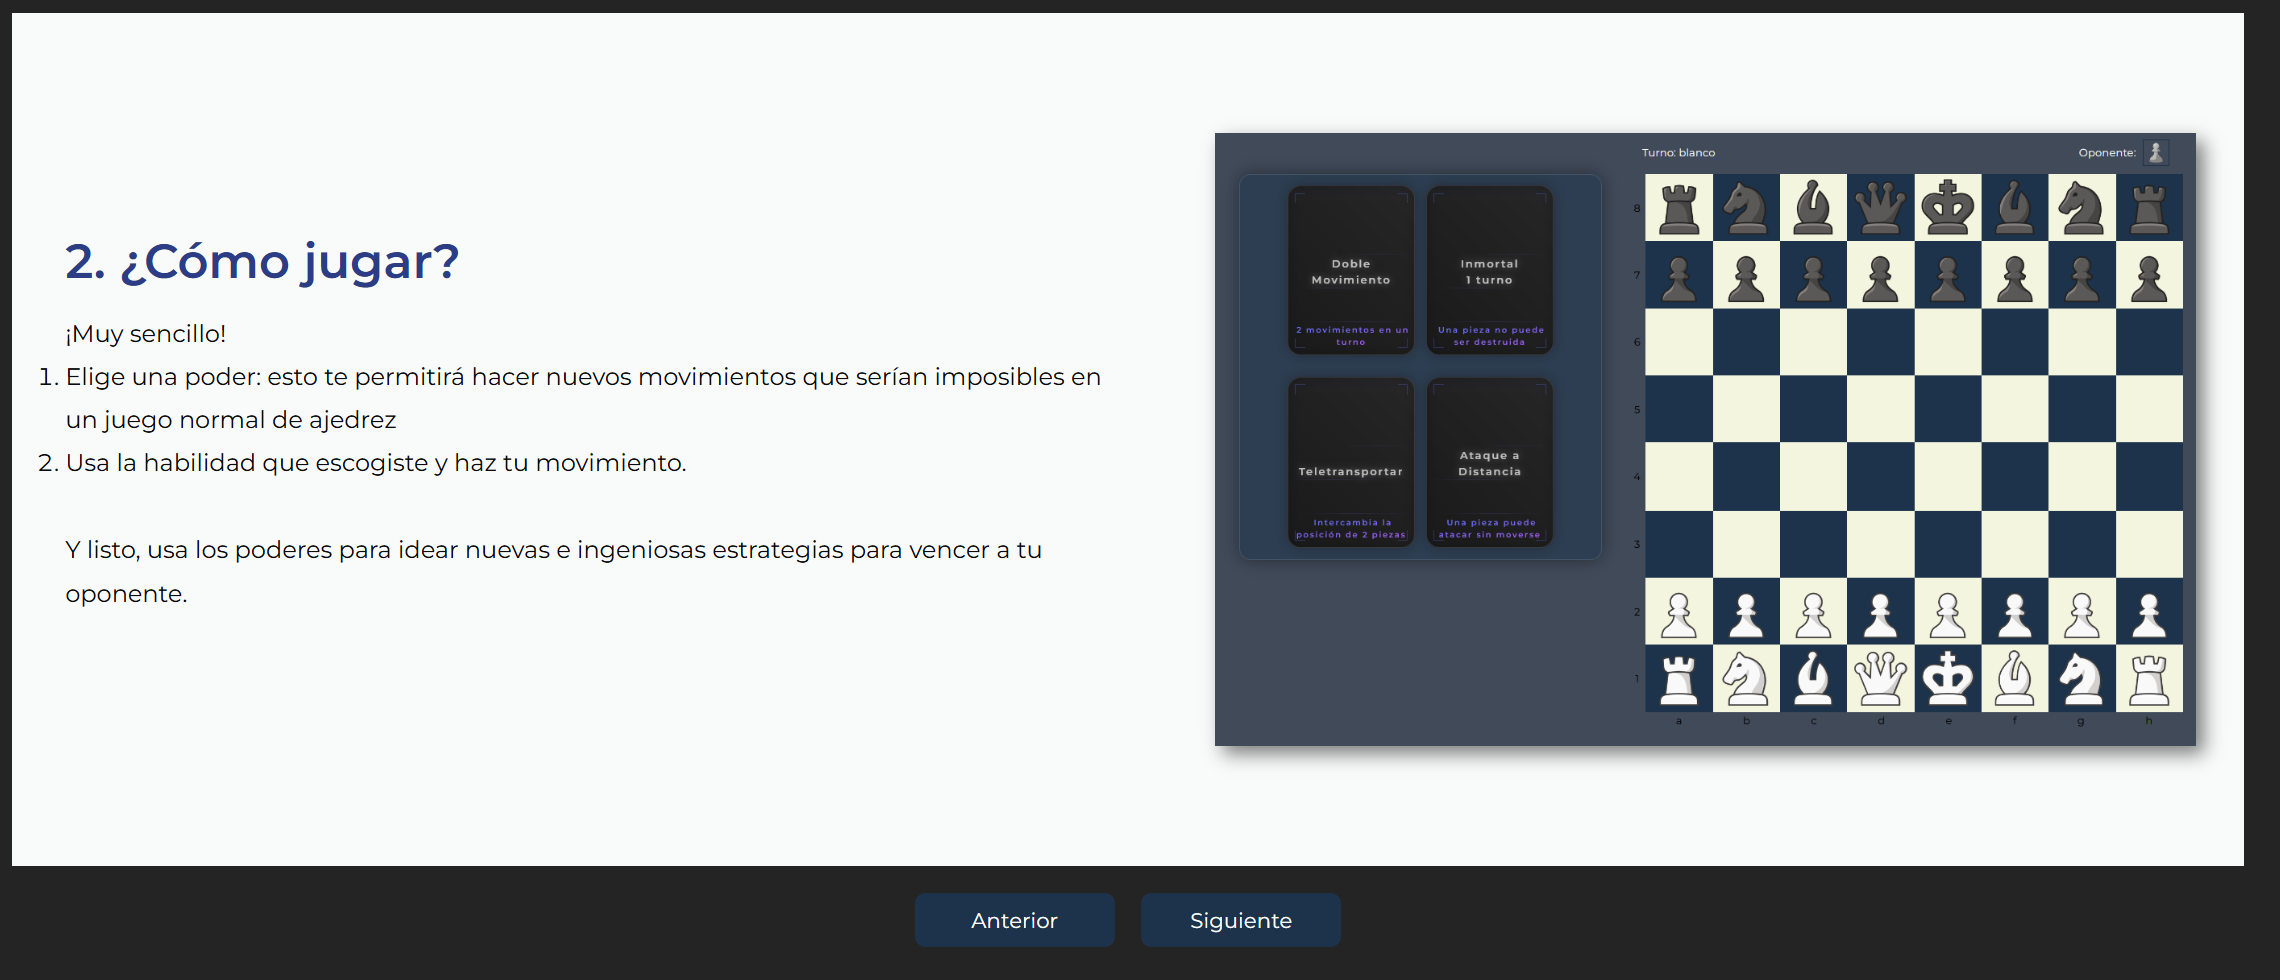 2. ¿Cómo jugar?
¡Muy sencillo!
1. Elige una poder: esto te permitirá hacer nuevos movimientos que serían imposibles en
un juego normal de ajedrez
2. Usa la habilidad que escogiste y haz tu movimiento.
Y listo, usa los poderes para idear nuevas e ingeniosas estrategias para vencer a tu
oponente.
Doble
Movimiento
2 movimientos en un
turno
Inmortal
1 turno
Una pieza no puede
ser destruida
Teletransportar
Intercambia la
posición de 2 piezas
Ataque a
Distancia
Una pieza puede
atacar sin moverse
Turno: blanco
Oponente:
8
7
6
5
4
3
2
1
a b c d e f g h
Anterior
Siguiente